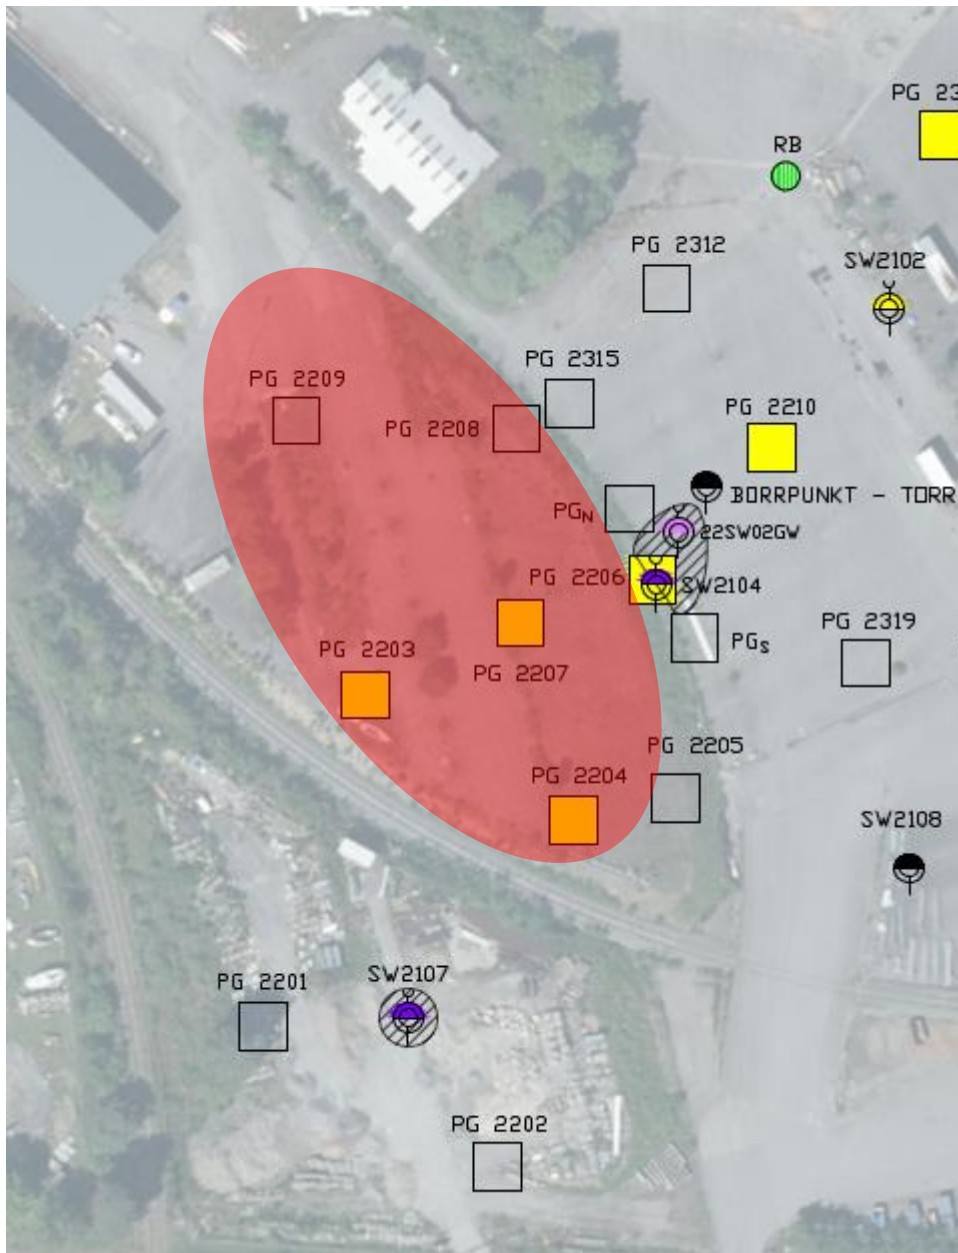 PG 23
RB
PG 2312
SW2102
PG 2315
PG 2209
PG 2210
PG 2208
BORRPUNKT - TORR
PGN
22SW02GW
PG 2206
SW2104
PG 2319
PGS
PG 2203
PG 2207
PG 2205
PG 2204
SW2108
SW2107
PG 2201
PG 2202